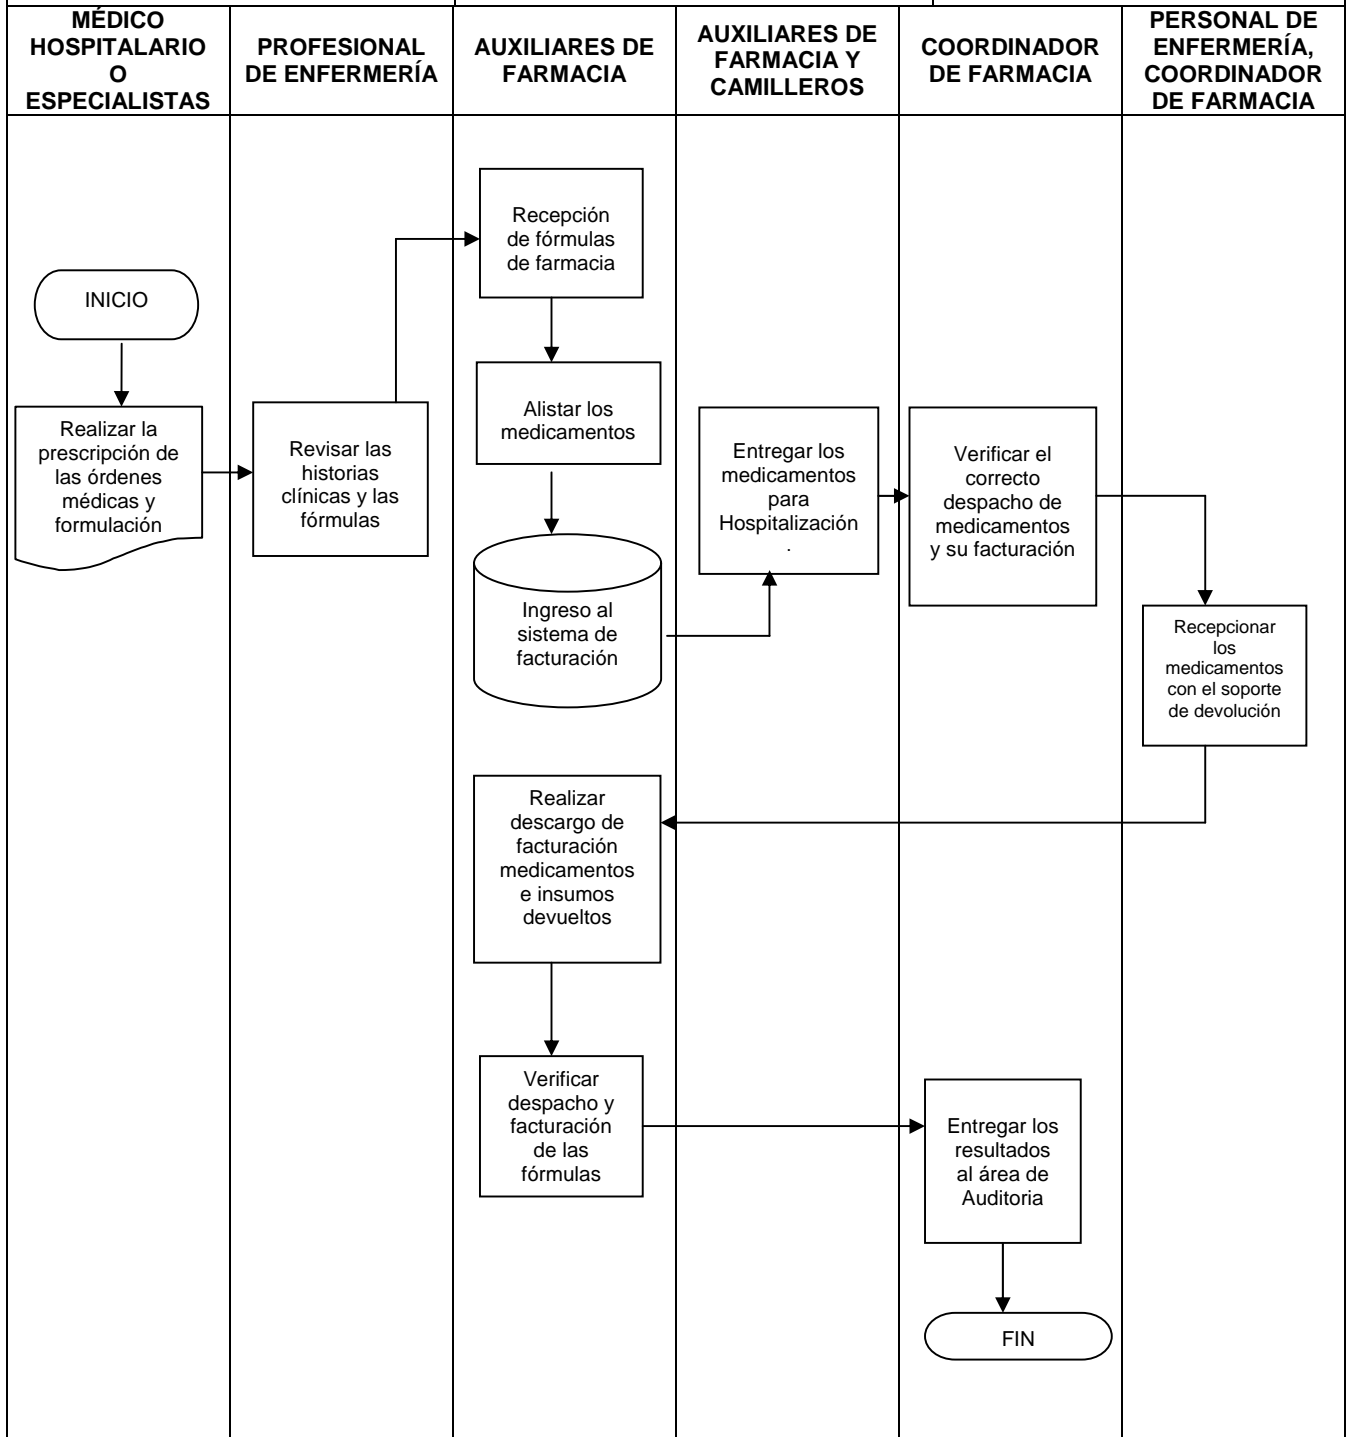 MÉDICO
HOSPITALARIO
O
ESPECIALISTAS
PROFESIONAL
DE ENFERMERÍA
AUXILIARES DE
FARMACIA
AUXILIARES DE
FARMACIA Y
CAMILLEROS
COORDINADOR
DE FARMACIA
PERSONAL DE
ENFERMERÍA,
COORDINADOR
DE FARMACIA
INICIO
Realizar la
prescripción de
las órdenes
médicas y
formulación
Revisar las
historias
clínicas y las
fórmulas
Recepción
de fórmulas
de farmacia
Alistar los
medicamentos
Ingreso al
sistema de
facturación
Entregar los
medicamentos
para
Hospitalización
.
Verificar el
correcto
despacho de
medicamentos
y su facturación
Recepcionar
los
medicamentos
con el soporte
de devolución
Realizar
descargo de
facturación
medicamentos
e insumos
devueltos
Verificar
despacho y
facturación
de las
fórmulas
Entregar los
resultados
al área de
Auditoria
FIN